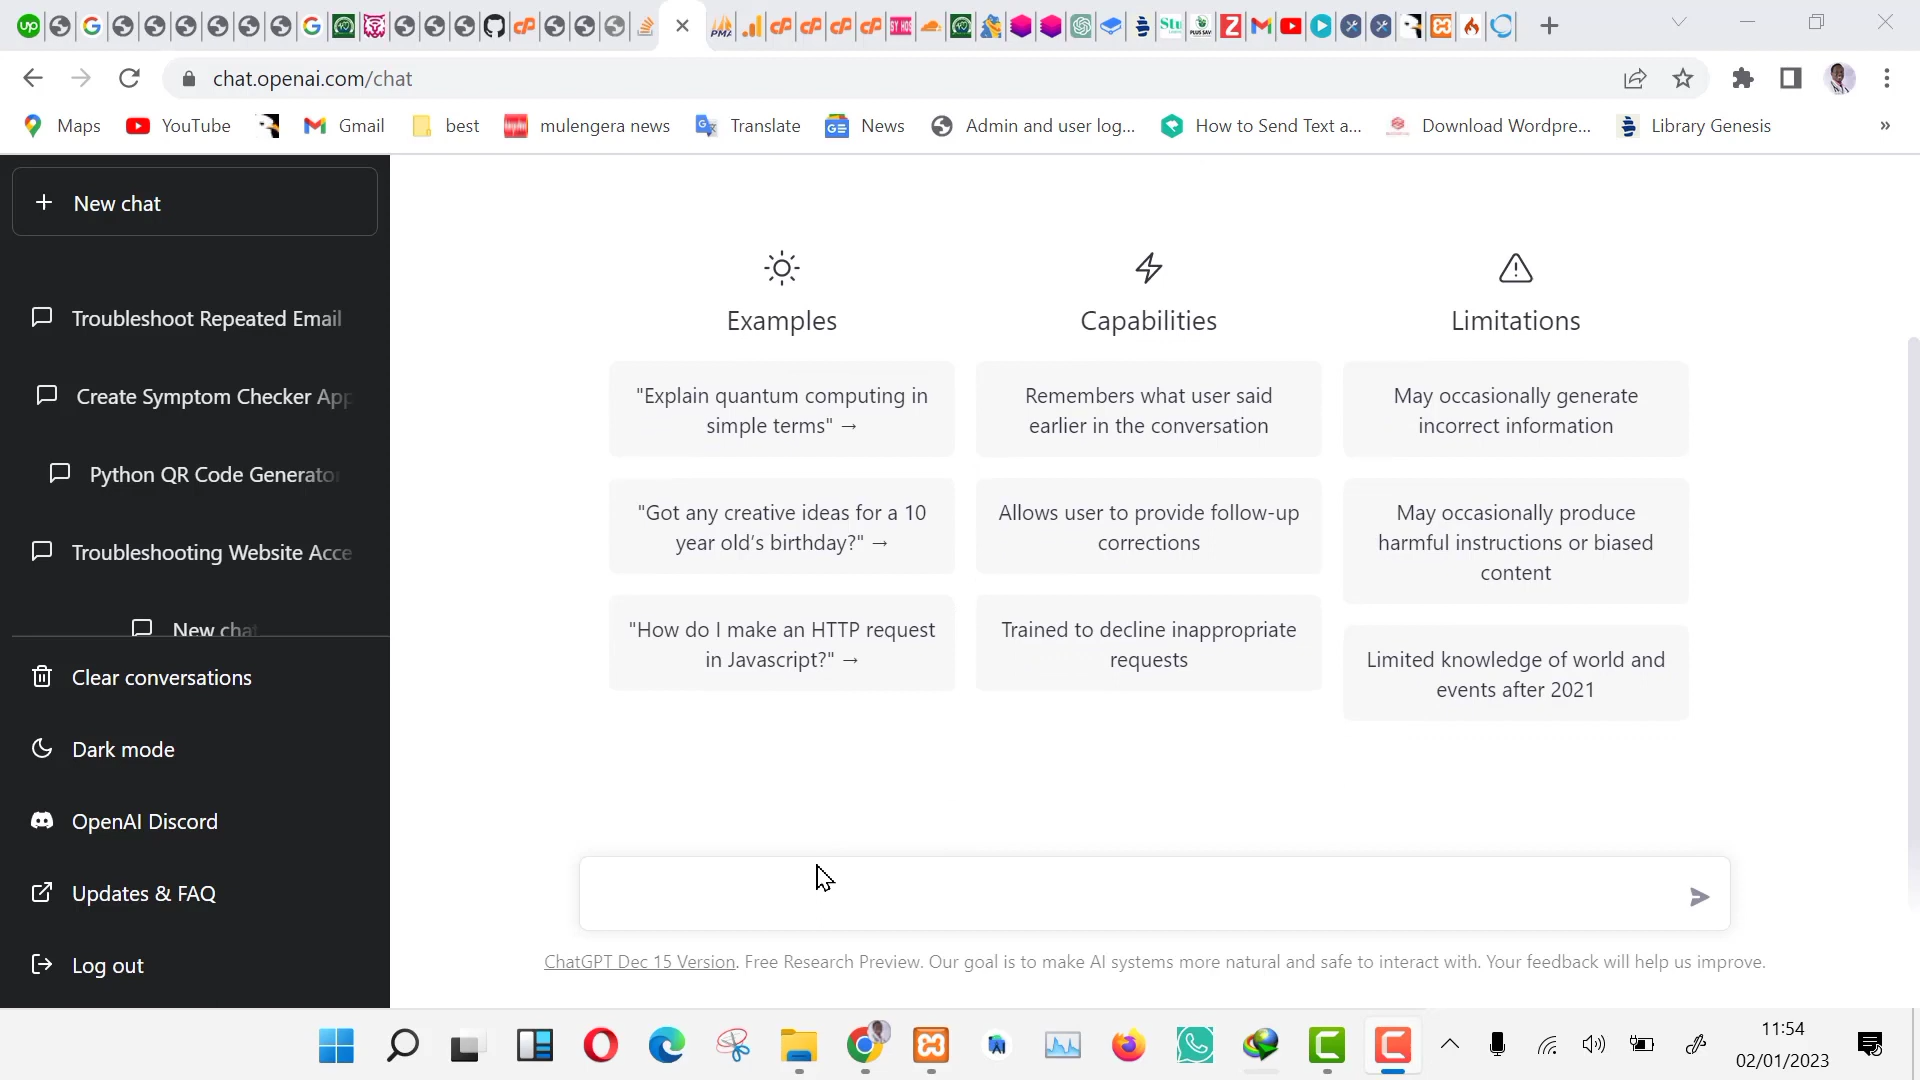 chat.openai.com/chat
Maps
YouTube
Gmail
best
mulengera news
Translate
News
Admin and user log...
How to Send Text a...
Download Wordpre...
Library Genesis
»
New chat
Troubleshoot Repeated Email
Create Symptom Checker App
Python QR Code Generator
Troubleshooting Website Acce
New chat
Clear conversations
Dark mode
OpenAI Discord
Updates & FAQ
Log out
Examples
"Explain quantum computing in
simple terms" →
"Got any creative ideas for a 10
year old's birthday?" →
"How do I make an HTTP request
in Javascript?" →
Capabilities
Remembers what user said
earlier in the conversation
Allows user to provide follow-up
corrections
Trained to decline inappropriate
requests
Limitations
May occasionally generate
incorrect information
May occasionally produce
harmful instructions or biased
content
Limited knowledge of world and
events after 2021
ChatGPT Dec 15 Version. Free Research Preview. Our goal is to make AI systems more natural and safe to interact with. Your feedback will help us improve.
11:54
02/01/2023